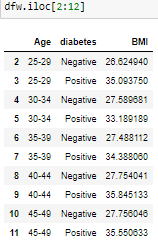 dfw.iloc[2:12]
Age diabetes BMI
2 25-29 Negative 26.624940
3 25-29 Positive 35.093750
4 30-34 Negative 27.589681
5 30-34 Positive 33.189189
6 35-39 Negative 27.488112
7 35-39 Positive 34.388060
8 40-44 Negative 27.754041
9 40-44 Positive 35.845133
10 45-49 Negative 27.756046
11 45-49 Positive 35.550633